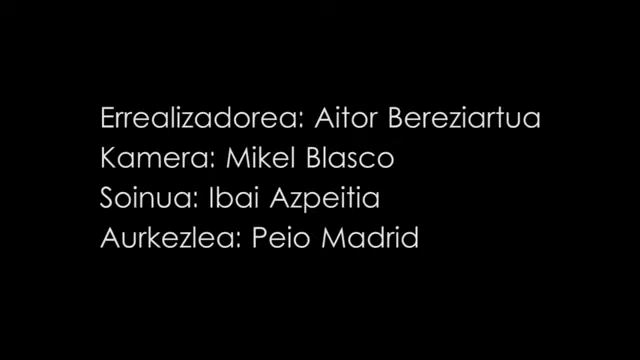 Errealizadorea: Aitor Bereziartua
Kamera: Mikel Blasco
Soinua: Ibai Azpeitia
Aurkezlea: Peio Madrid